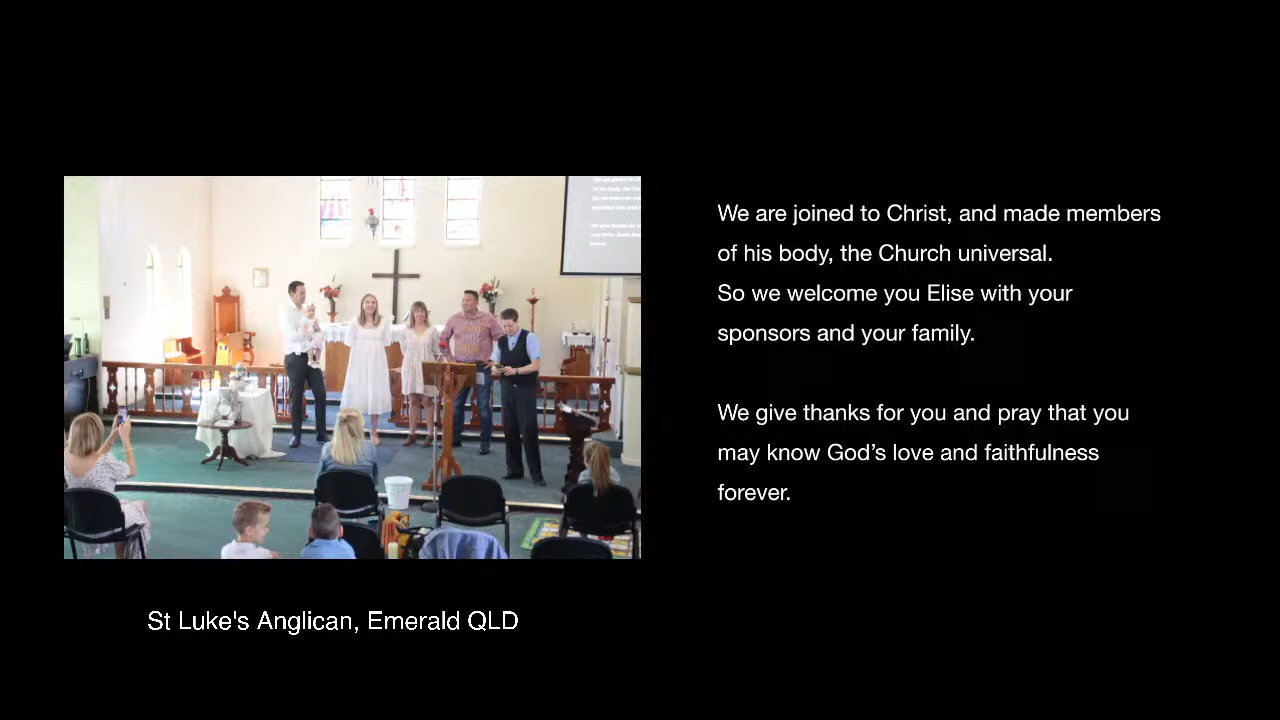 We are joined to Christ, and made members
of his body, the Church universal.
So we welcome you Elise with your
sponsors and your family.
We give thanks for you and pray that you
may know God’s love and faithfulness
forever.
St Luke's Anglican, Emerald QLD